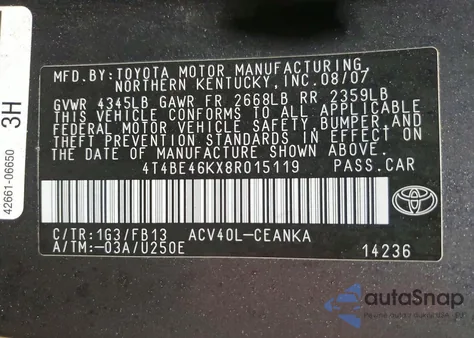 MFD.BY: TOYOTA MOTOR MANUFACTURING,
NORTHERN KENTUCKY, INC. 08/07
GVWR 4345LB GAWR FR 2668LB RR 2359LB
THIS VEHICLE CONFORMS TO ALL APPLICABLE
FEDERAL MOTOR VEHICLE SAFETY, BUMPER, AND
THEFT PREVENTION STANDARDS IN EFFECT ON
THE DATE OF MANUFACTURE SHOWN ABOVE.
4T4BE46KX8R015119 PASS.CAR
C/TR:1G3/FB13 ACV40L-CEANKA
A/TM:-03A/U250E 14236
TOYOTA
42661-06650
3H
autoSnap